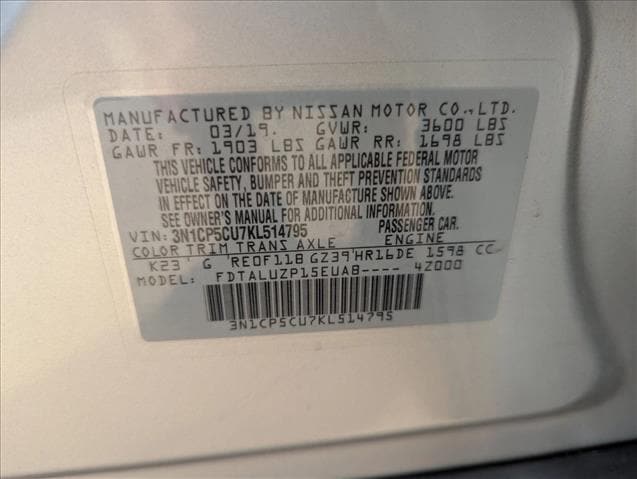 MANUFACTURED BY NISSAN MOTOR CO.,LTD.
DATE: 03/19. GVWR: 3600 LBS
GAWR FR: 1903 LBS GAWR RR: 1698 LBS
THIS VEHICLE CONFORMS TO ALL APPLICABLE FEDERAL MOTOR
VEHICLE SAFETY, BUMPER AND THEFT PREVENTION STANDARDS
IN EFFECT ON THE DATE OF MANUFACTURE SHOWN ABOVE.
SEE OWNER'S MANUAL FOR ADDITIONAL INFORMATION
VIN: 3N1CP5CU7KL514795 PASSENGER CAR.
COLOR TRIM TRANS AXLE ENGINE
K23 G RE0F11B GZ39 HR16DE 1598 CC
MODEL: FDTALUZP15EUA8---- 4Z000
3N1CP5CU7KL514795